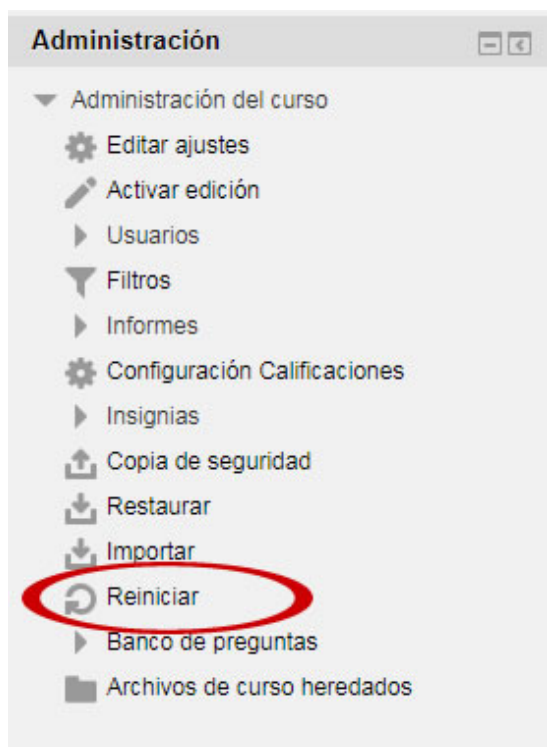 Administración
Administración del curso
Editar ajustes
Activar edición
Usuarios
Filtros
Informes
Configuración Calificaciones
Insignias
Copia de seguridad
Restaurar
Importar
Reiniciar
Banco de preguntas
Archivos de curso heredados